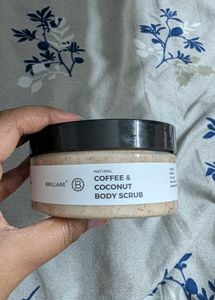 BRILLARE
B
NATURAL
COFFEE &
COCONUT
BODY SCRUB